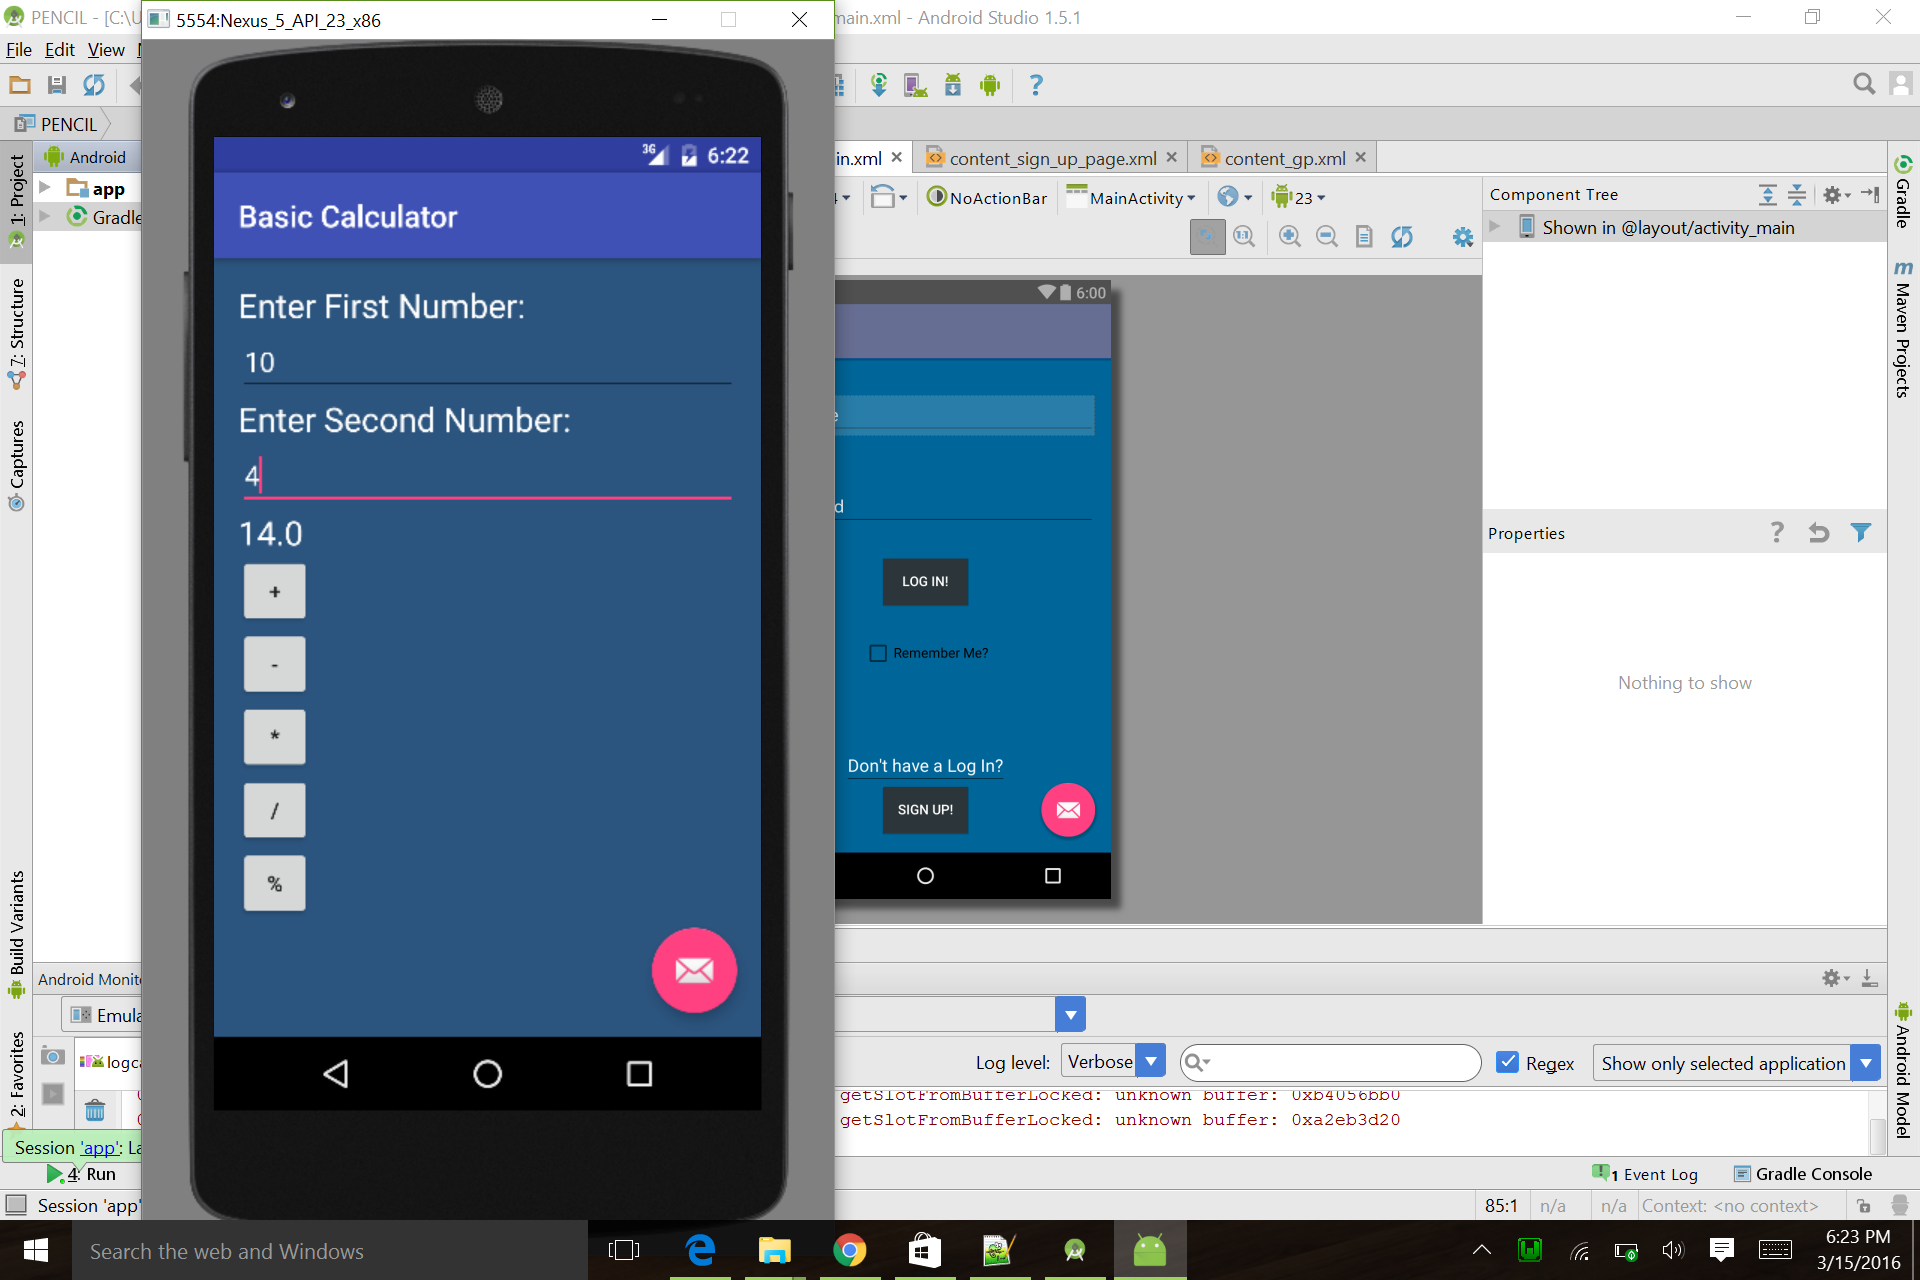 PENCIL - [C:\U
5554:Nexus_5_API_23_x86
main.xml - Android Studio 1.5.1
File Edit View
PENCIL
Android
app
Gradle
1: Project
7: Structure
Captures
Build Variants
2: Favorites
3G 6:22
Basic Calculator
Enter First Number:
10
Enter Second Number:
4
14.0
+
-
*
/
%
in.xml
content_sign_up_page.xml
content_gp.xml
NoActionBar
MainActivity
23
6:00
e
d
LOG IN!
Remember Me?
Don't have a Log In?
SIGN UP!
Component Tree
Shown in @layout/activity_main
Properties
Nothing to show
Gradle
m Maven Projects
Android Model
Android Monit
Emula
logca
Log level: Verbose
Regex
Show only selected application
getSlotFromBufferLocked: unknown buffer: 0xb4056bb0
getSlotFromBufferLocked: unknown buffer: 0xa2eb3d20
Session 'app': La
4: Run
1 Event Log
Gradle Console
Session 'app'
85:1 n/a n/a Context: <no context>
Search the web and Windows
6:23 PM
3/15/2016